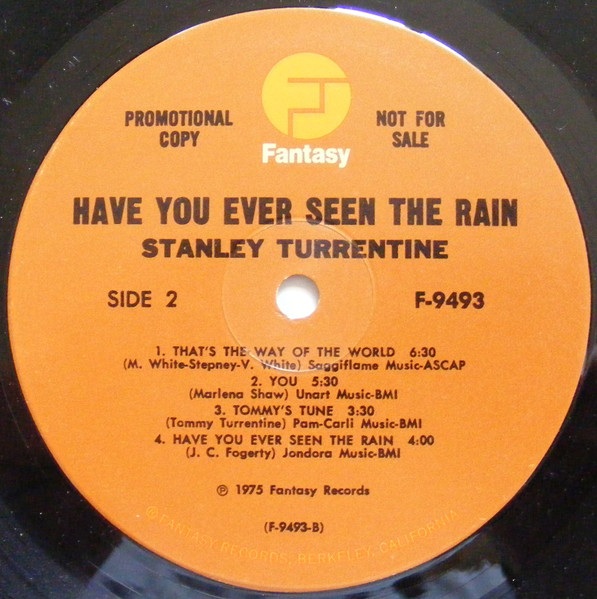 PROMOTIONAL COPY
NOT FOR SALE
Fantasy
HAVE YOU EVER SEEN THE RAIN
STANLEY TURRENTINE
SIDE 2 F-9493
1. THAT'S THE WAY OF THE WORLD 6:30
(M. White-Stepney-V. White) Saggiflame Music-ASCAP
2. YOU 5:30
(Marlena Shaw) Unart Music-BMI
3. TOMMY'S TUNE 3:30
(Tommy Turrentine) Pam-Carli Music-BMI
4. HAVE YOU EVER SEEN THE RAIN 4:00
(J. C. Fogerty) Jondora Music-BMI
℗ 1975 Fantasy Records
(F-9493-B)
® FANTASY RECORDS, BERKELEY, CALIFORNIA